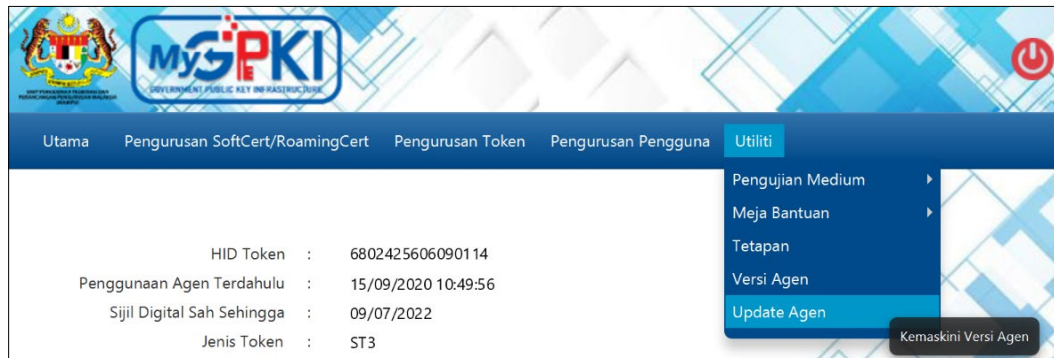 MyGPKI
GOVERNMENT PUBLIC KEY INFRASTRUCTURE
Utama Pengurusan SoftCert/RoamingCert Pengurusan Token Pengurusan Pengguna Utiliti
Pengujian Medium
Meja Bantuan
Tetapan
Versi Agen
Update Agen
Kemaskini Versi Agen
HID Token : 6802425606090114
Penggunaan Agen Terdahulu : 15/09/2020 10:49:56
Sijil Digital Sah Sehingga : 09/07/2022
Jenis Token : ST3